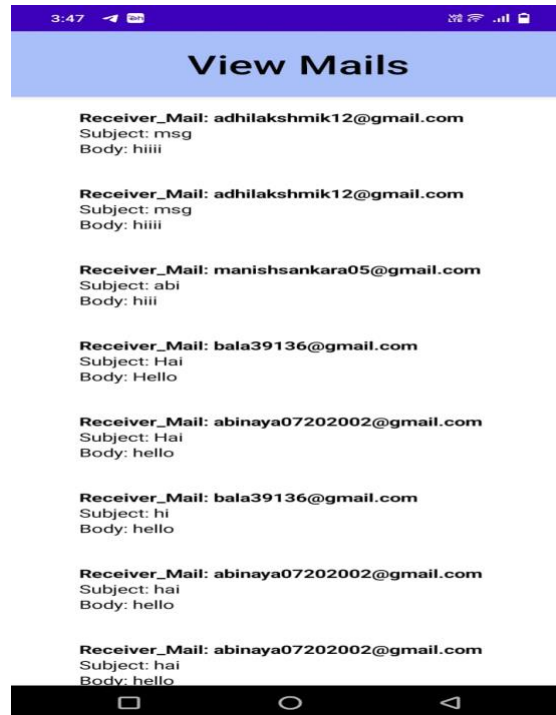 3:47
View Mails
Receiver_Mail: adhilakshmik12@gmail.com
Subject: msg
Body: hiiii
Receiver_Mail: adhilakshmik12@gmail.com
Subject: msg
Body: hiiii
Receiver_Mail: manishsankara05@gmail.com
Subject: abi
Body: hiii
Receiver_Mail: bala39136@gmail.com
Subject: Hai
Body: Hello
Receiver_Mail: abinaya07202002@gmail.com
Subject: Hai
Body: hello
Receiver_Mail: bala39136@gmail.com
Subject: hi
Body: hello
Receiver_Mail: abinaya07202002@gmail.com
Subject: hai
Body: hello
Receiver_Mail: abinaya07202002@gmail.com
Subject: hai
Body: hello